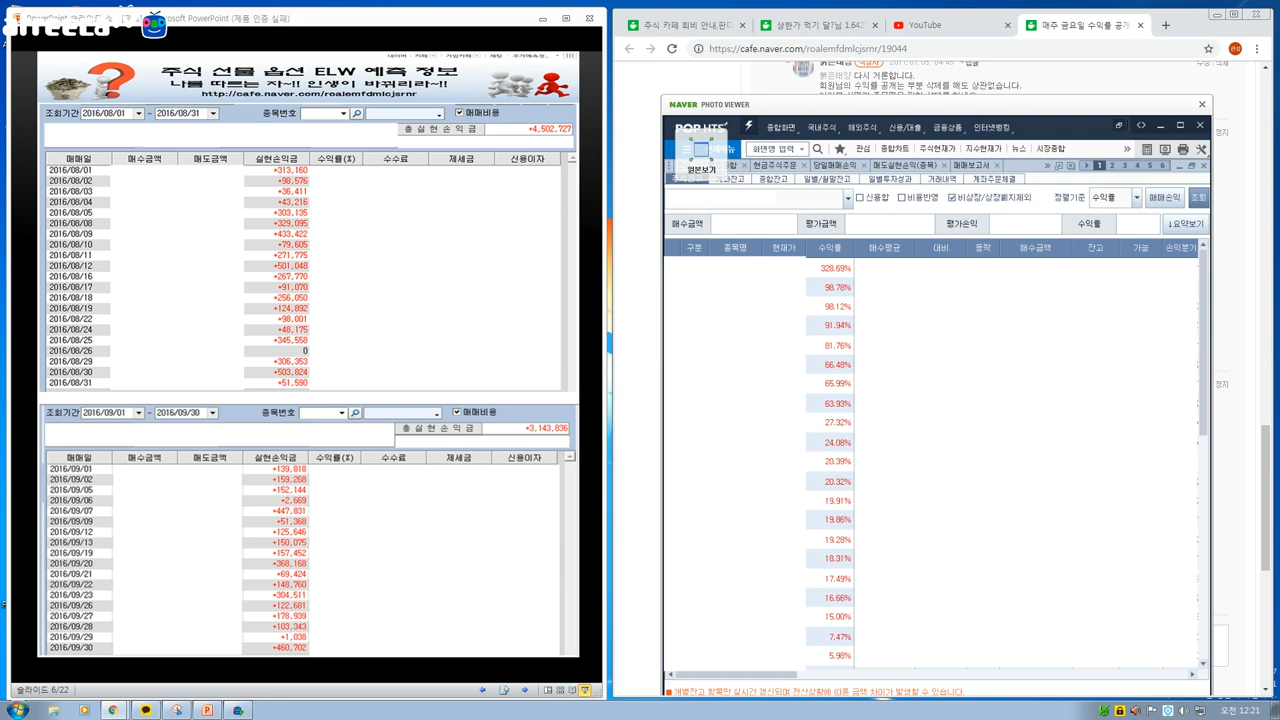 Microsoft PowerPoint (제품 인증 실패)
afreeca
주식 선물 옵션 ELW 예측 정보
나를 따르는 자~!! 인생이 바뀌리라~!!
http://cafe.naver.com/roalemfdmlcjsrnr/
조회기간 2016/08/01 - 2016/08/31 종목번호 매매비용
총 실 현 손 익 금 +4,502,727
매매일 매수금액 매도금액 실현손익금 수익률(%) 수수료 제세금 신용이자
2016/08/01 +313,160
2016/08/02 +98,576
2016/08/03 +36,411
2016/08/04 +43,216
2016/08/05 +303,135
2016/08/08 +329,095
2016/08/09 +433,422
2016/08/10 +79,605
2016/08/11 +271,775
2016/08/12 +501,048
2016/08/16 +267,770
2016/08/17 +91,070
2016/08/18 +256,050
2016/08/19 +124,892
2016/08/22 +98,001
2016/08/24 +48,175
2016/08/25 +345,558
2016/08/26 0
2016/08/29 +306,353
2016/08/30 +503,824
2016/08/31 +51,590
조회기간 2016/09/01 - 2016/09/30 종목번호 매매비용
총 실 현 손 익 금 +3,143,836
매매일 매수금액 매도금액 실현손익금 수익률(%) 수수료 제세금 신용이자
2016/09/01 +139,818
2016/09/02 +159,268
2016/09/05 +152,144
2016/09/06 +2,669
2016/09/07 +447,831
2016/09/09 +51,368
2016/09/12 +125,646
2016/09/13 +150,075
2016/09/19 +157,452
2016/09/20 +368,168
2016/09/21 +69,424
2016/09/22 +148,760
2016/09/23 +304,511
2016/09/26 +122,681
2016/09/27 +178,939
2016/09/28 +103,343
2016/09/29 +1,038
2016/09/30 +460,702
슬라이드 6/22
주식 카페 회비 안내.판 상한가 먹기 달'님 1.64 YouTube 매주 금요일 수익률 공개
https://cafe.naver.com/roalemfdmlcjsrnr/19044
붉은태양 다시 거론합니다.
회원님의 수익률 공개는 부분 삭제를 해도 상관없습니다.
정지
정지
NAVER PHOTO VIEWER
POP HTS 종합화면 국내주식 해외주식 신용/대출 금융상품 인터넷뱅킹
메뉴 화면명 입력 관심 종합차트 주식현재가 지수현재가 뉴스 시장종합
원본보기
현금주식주문 당일매매손익 매도실현손익(종목) 매매보고서 1 2 3 4 5 6
종합잔고 일별/월말잔고 일별투자성과 거래내역 계좌주문체결
신용합 비용반영 비상장/상장폐지제외 정렬기준 수익률 매매손익 조회
매수금액 평가금액 평가손익 수익률 ↓요약보기
구분 종목명 현재가 수익률 매수평균 대비 등락 매수금액 잔고 가능 손익분기
328.69%
98.78%
98.12%
91.94%
81.76%
66.48%
65.99%
63.93%
27.32%
24.08%
20.39%
20.32%
19.91%
19.86%
19.28%
18.31%
17.49%
16.66%
15.00%
7.47%
5.98%
■ 개별잔고 항목만 실시간 갱신되며 전산상황에 따른 금액 차이가 발생할 수 있습니다.
오전 12:21